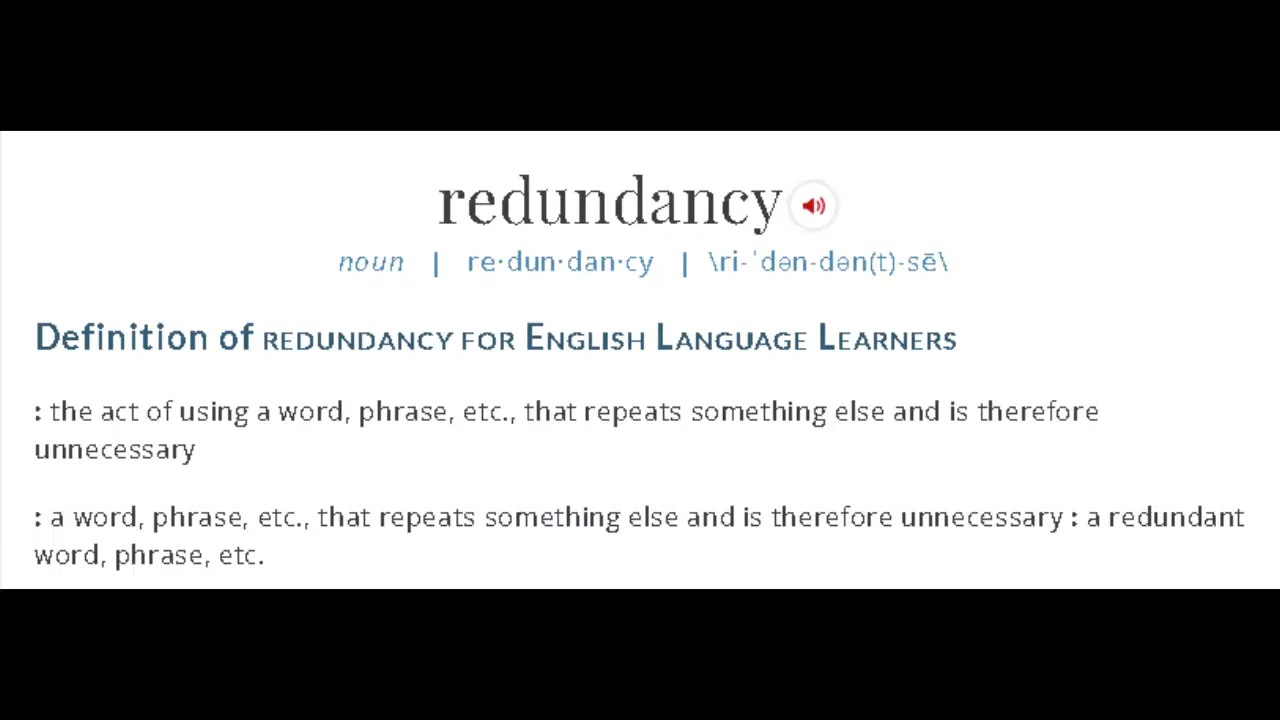 redundancy
noun | re·dun·dan·cy | \ri-ˈdən-dən(t)-sē\
Definition of REDUNDANCY FOR ENGLISH LANGUAGE LEARNERS
: the act of using a word, phrase, etc., that repeats something else and is therefore
unnecessary
: a word, phrase, etc., that repeats something else and is therefore unnecessary : a redundant
word, phrase, etc.